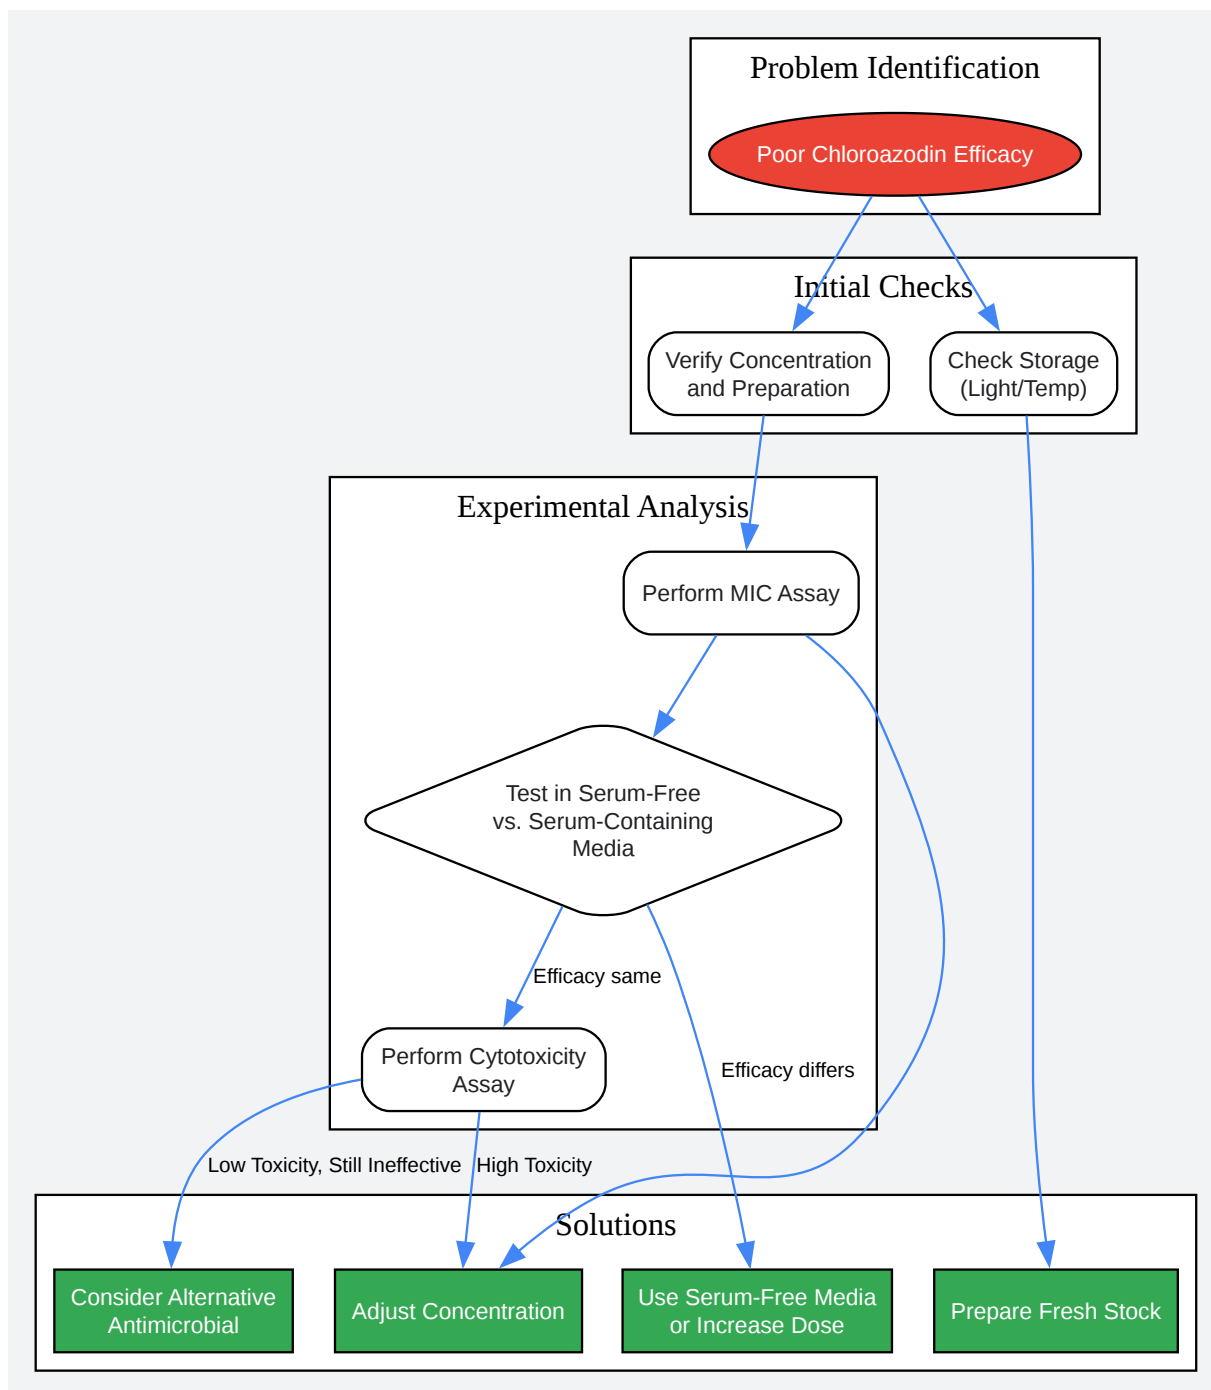 Problem Identification
Poor Chloroazodin Efficacy
Initial Checks
Verify Concentration
and Preparation
Check Storage
(Light/Temp)
Experimental Analysis
Perform MIC Assay
Test in Serum-Free
vs. Serum-Containing
Media
Efficacy same
Perform Cytotoxicity
Assay
Efficacy differs
Low Toxicity, Still Ineffective
High Toxicity
Solutions
Consider Alternative
Antimicrobial
Adjust Concentration
Use Serum-Free Media
or Increase Dose
Prepare Fresh Stock